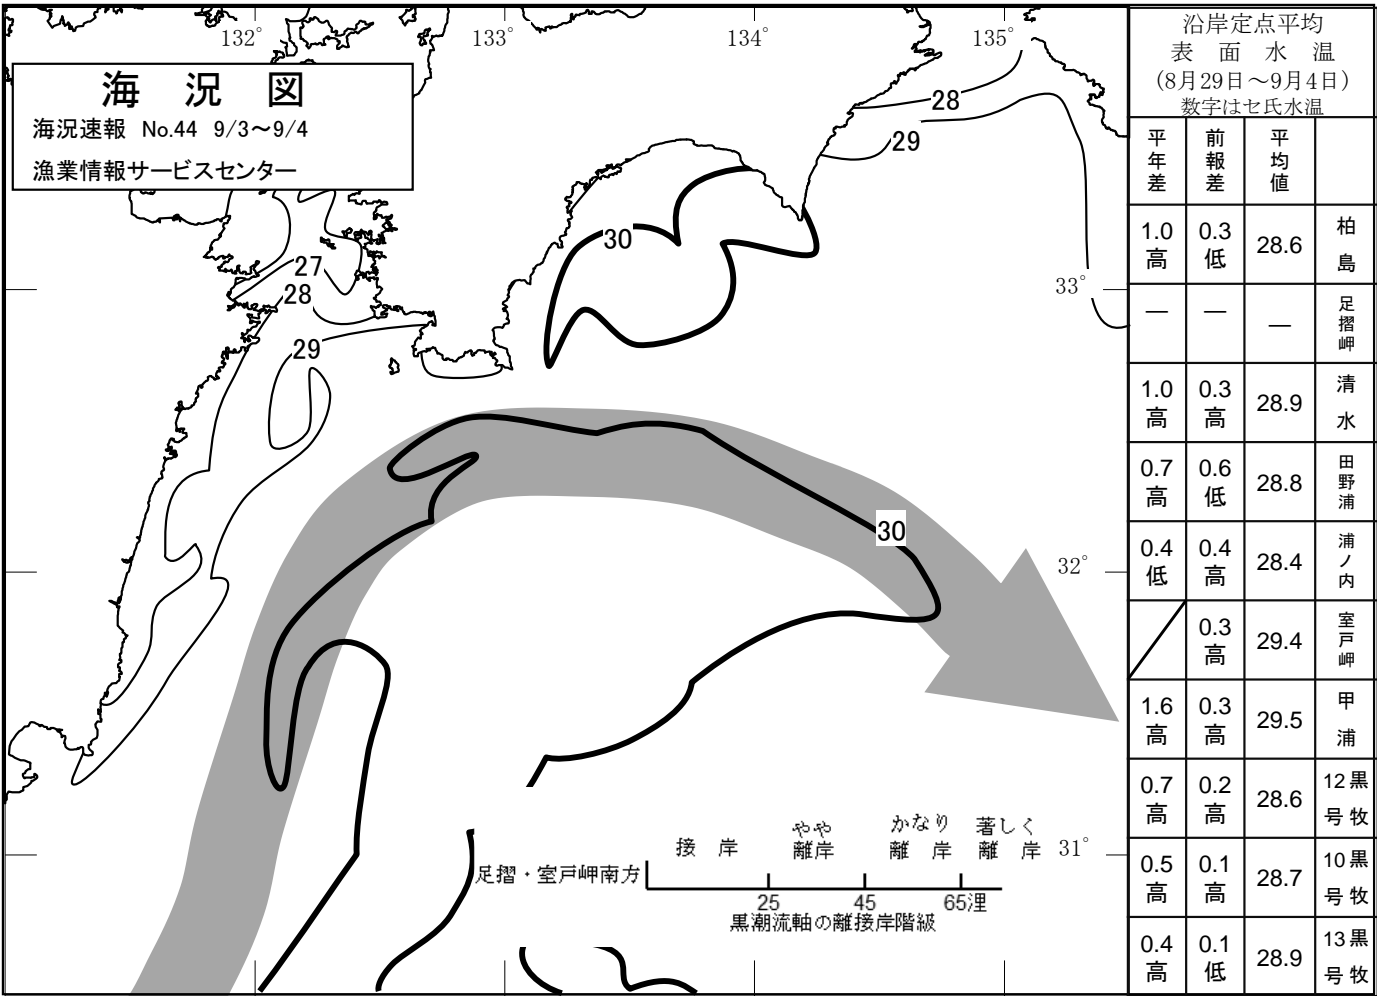 132°
133°
134°
135°
海 況 図
海況速報 No.44 9/3～9/4
漁業情報サービスセンター
28
29
30
27
28
33°
29
30
32°
31°
接 岸
やや
離岸
かなり
離 岸
著しく
離 岸
足摺・室戸岬南方
25
45
65浬
黒潮流軸の離接岸階級
沿岸定点平均
表 面 水 温
(8月29日～9月4日)
数字はセ氏水温
平年差 前報差 平均値
1.0高 0.3低 28.6 柏島
― ― ― 足摺岬
1.0高 0.3高 28.9 清水
0.7高 0.6低 28.8 田野浦
0.4低 0.4高 28.4 浦ノ内
0.3高 29.4 室戸岬
1.6高 0.3高 29.5 甲浦
0.7高 0.2高 28.6 黒牧12号
0.5高 0.1高 28.7 黒牧10号
0.4高 0.1低 28.9 黒牧13号